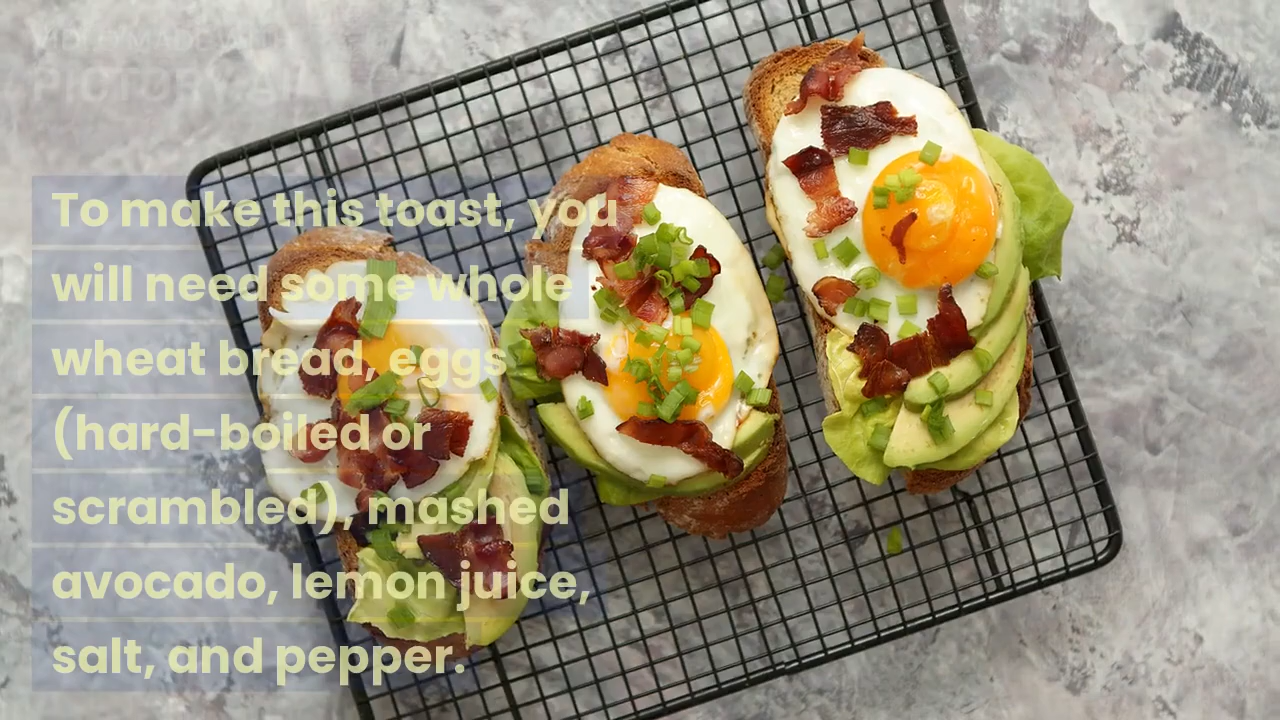 To make this toast, you
will need some whole
wheat bread, eggs
(hard-boiled or
scrambled), mashed
avocado, lemon juice,
salt, and pepper.